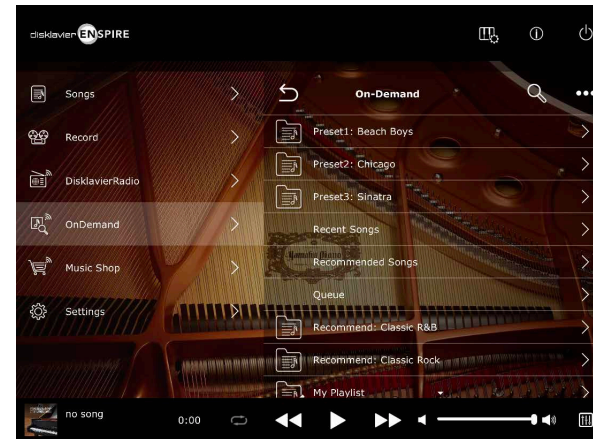 disklavier ENSPIRE
Songs
Record
DisklavierRadio
OnDemand
Music Shop
Settings
On-Demand
Preset1: Beach Boys
Preset2: Chicago
Preset3: Sinatra
Recent Songs
Recommended Songs
Queue
Recommend: Classic R&B
Recommend: Classic Rock
My Playlist
no song
0:00